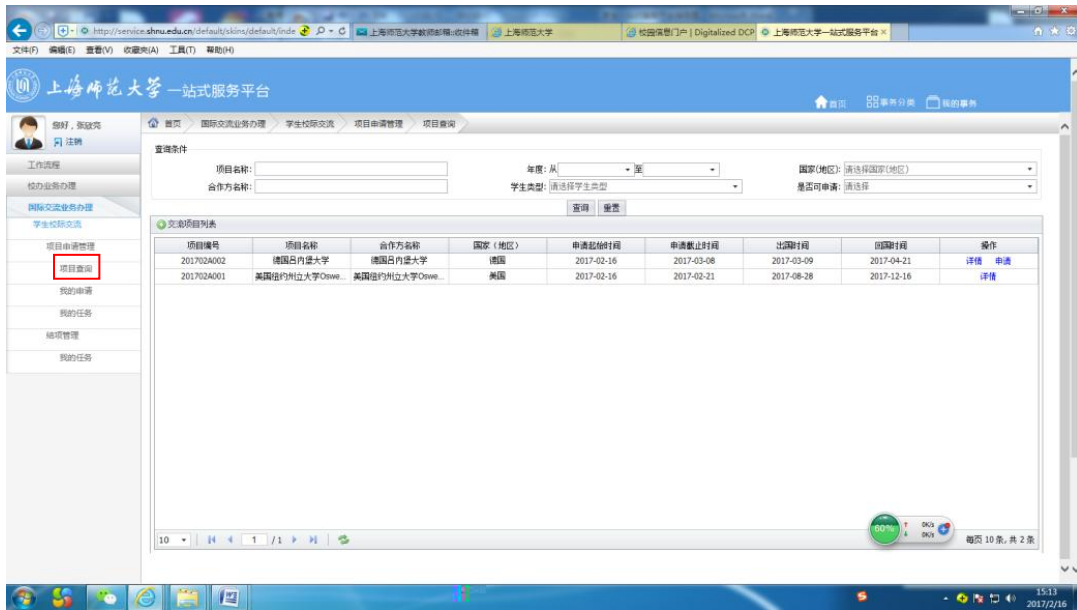 http://service.shnu.edu.cn/default/skins/default/inde
上海师范大学教师邮箱::收件箱
上海师范大学
校园信息门户 | Digitalized DCP
上海师范大学一站式服务平台
文件(F) 编辑(E) 查看(V) 收藏夹(A) 工具(T) 帮助(H)
上海师范大学 一站式服务平台
首页 事务分类 我的事务
您好，张欣亮
注销
首页 国际交流业务办理 学生校际交流 项目申请管理 项目查询
工作流程
校办业务办理
国际交流业务办理
学生校际交流
项目申请管理
项目查询
我的申请
我的任务
结项管理
我的任务
查询条件
项目名称: 年度: 从 至 国家(地区): 请选择国家(地区)
合作方名称: 学生类型: 请选择学生类型 是否可申请: 请选择
查询 重置
交流项目列表
项目编号 项目名称 合作方名称 国家（地区） 申请起始时间 申请截止时间 出国时间 回国时间 操作
201702A002 德国吕内堡大学 德国吕内堡大学 德国 2017-02-16 2017-03-08 2017-03-09 2017-04-21 详情 申请
201702A001 美国纽约州立大学Oswe... 美国纽约州立大学Oswe... 美国 2017-02-16 2017-02-21 2017-08-28 2017-12-16 详情
60% 0K/s
0K/s
10 1 /1 每页 10 条, 共 2 条
15:13
2017/2/16